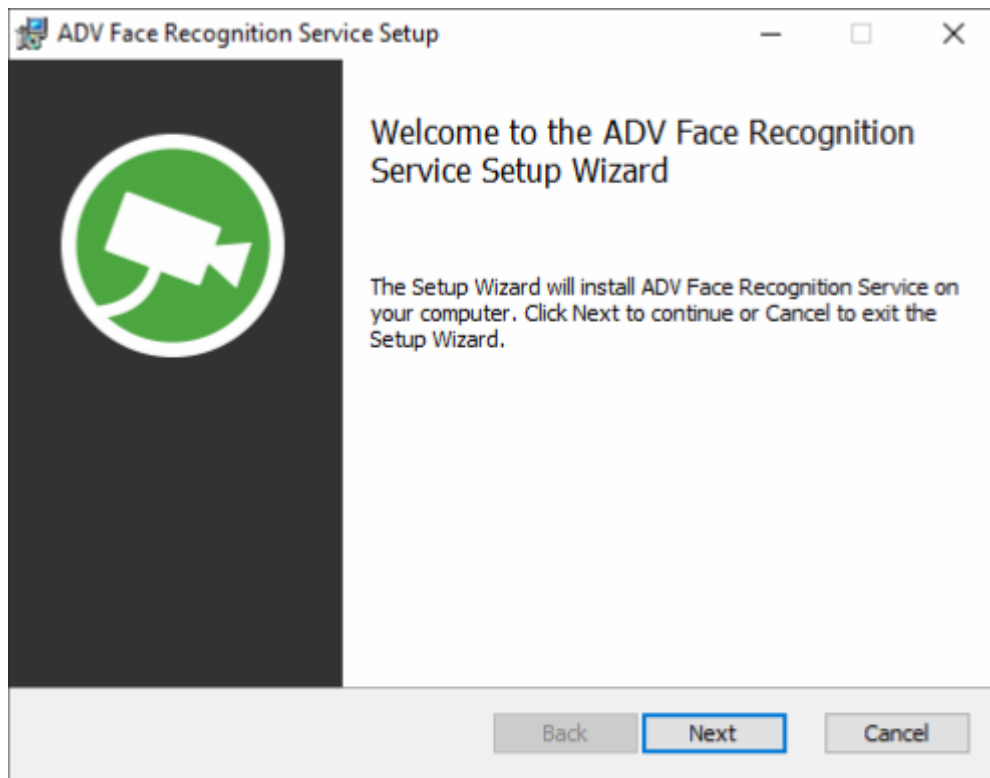 ADV Face Recognition Service Setup
Welcome to the ADV Face Recognition
Service Setup Wizard
The Setup Wizard will install ADV Face Recognition Service on
your computer. Click Next to continue or Cancel to exit the
Setup Wizard.
Back Next Cancel